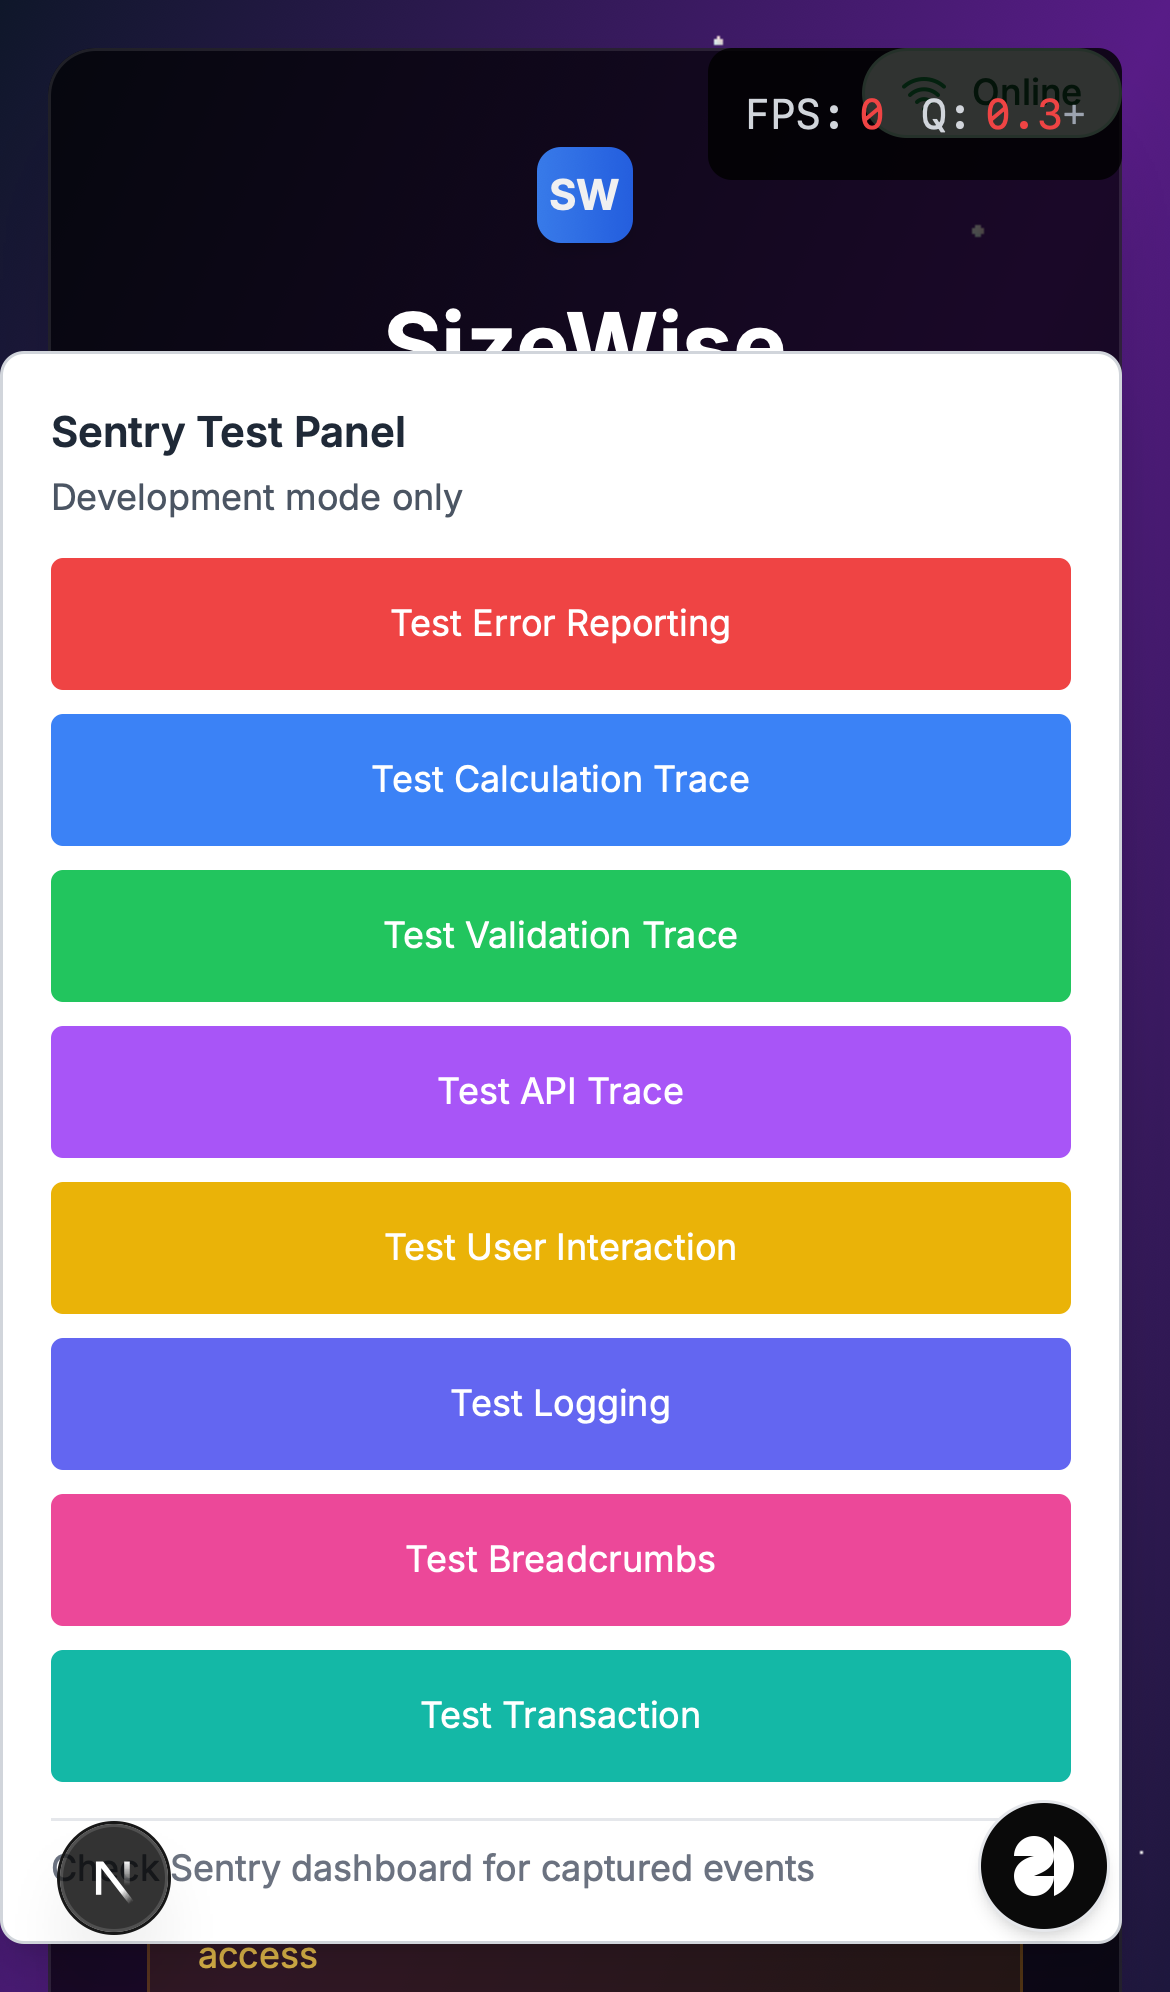 Online
FPS: 0 Q: 0.3+
SW
SizeWise
Sentry Test Panel
Development mode only
Test Error Reporting
Test Calculation Trace
Test Validation Trace
Test API Trace
Test User Interaction
Test Logging
Test Breadcrumbs
Test Transaction
Check Sentry dashboard for captured events
N
access